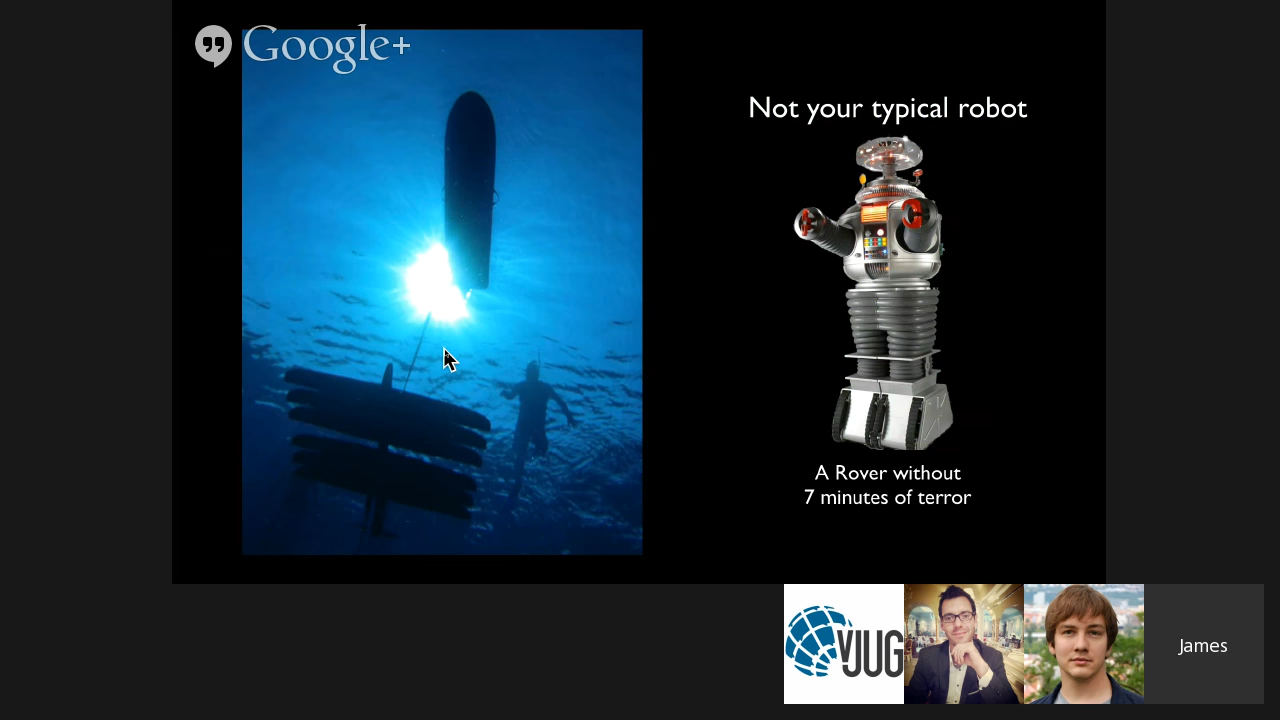 Google+
Not your typical robot
A Rover without
7 minutes of terror
vJUG
James